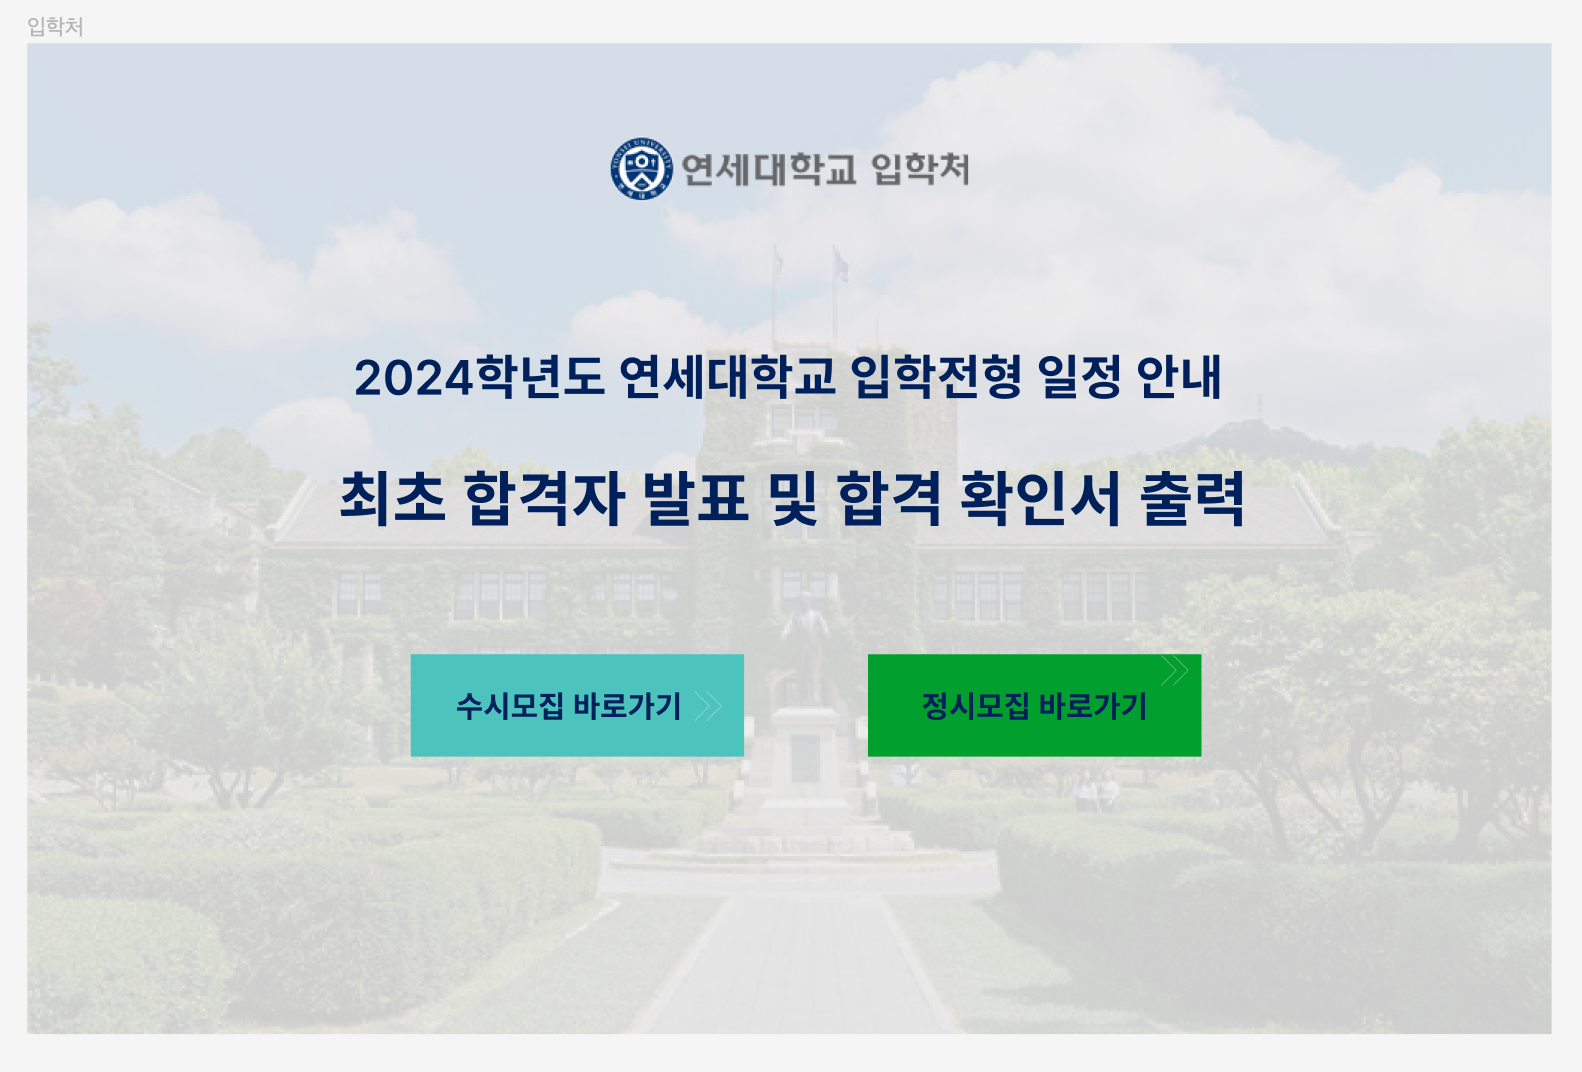 입학처
연세대학교 입학처
2024학년도 연세대학교 입학전형 일정 안내
최초 합격자 발표 및 합격 확인서 출력
수시모집 바로가기
정시모집 바로가기